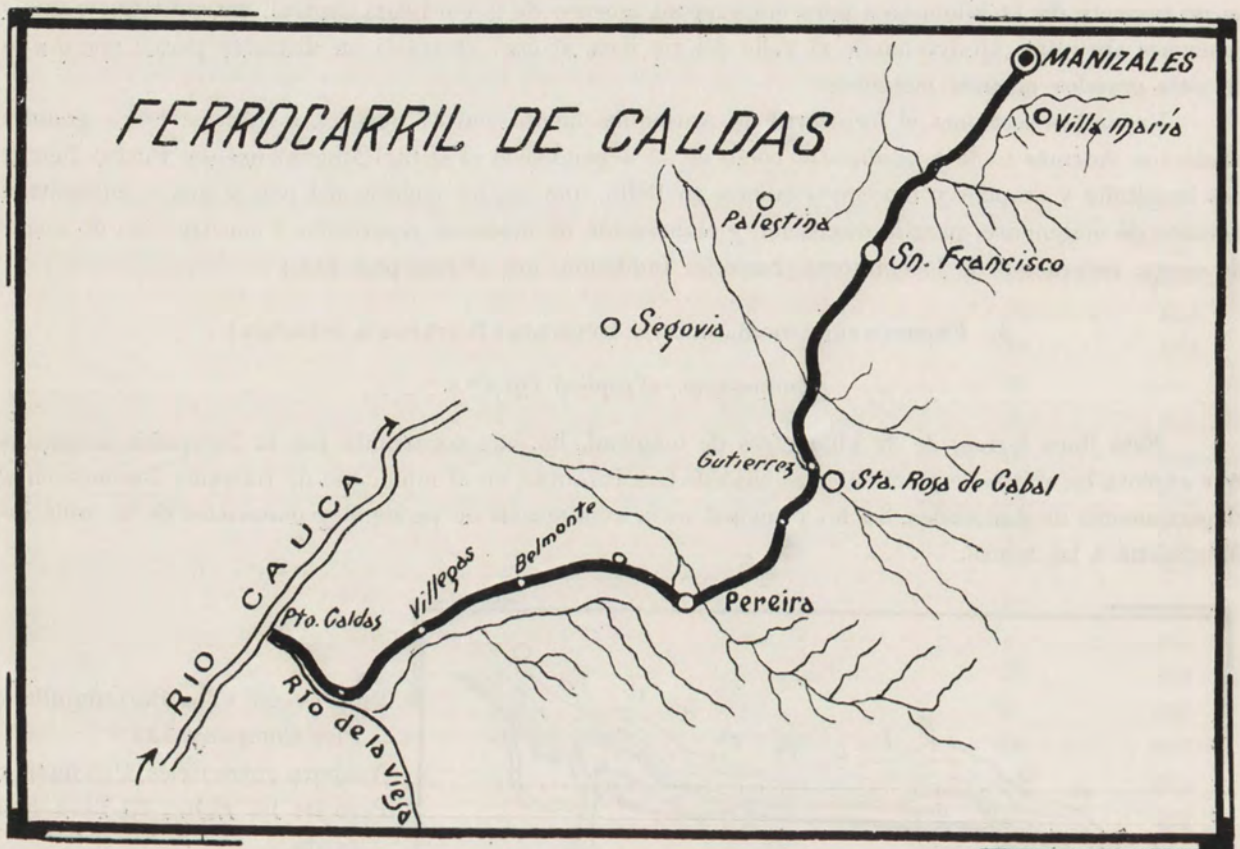 MANIZALES
Villa Maria
FERROCARRIL DE CALDAS
Palestina
Sn. Francisco
Segovia
Gutierrez
Sta. Rosa de Cabal
RIO CAUCA
Belmonte
Villegas
Pereira
Pto. Caldas
Rio de la Vieja